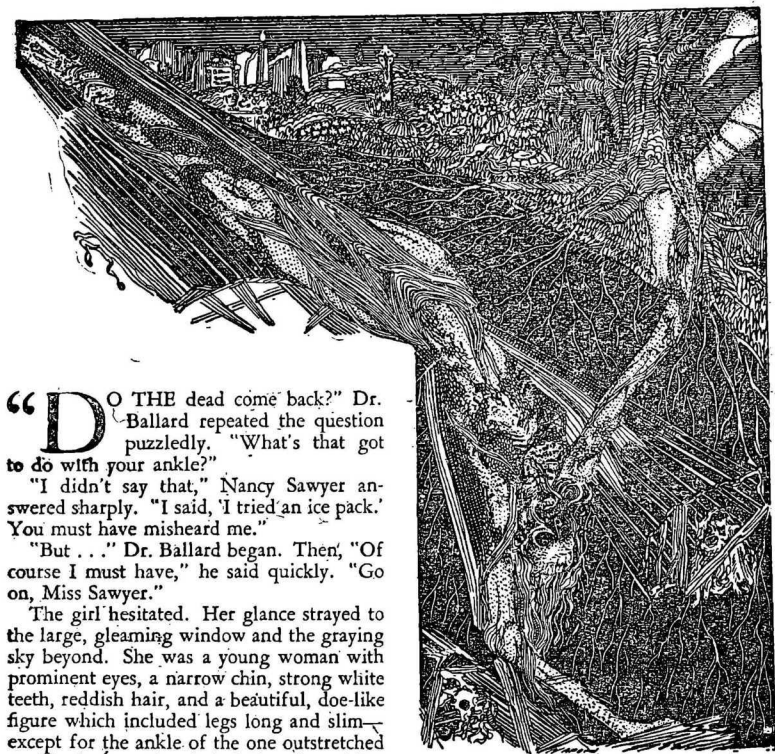 “DO THE dead come back?” Dr.
Ballard repeated the question
puzzledly. “What's that got
to do with your ankle?”
“I didn't say that,” Nancy Sawyer an-
swered sharply. “I said, ‘I tried an ice pack.’
You must have misheard me.”
“But . . .” Dr. Ballard began. Then, “Of
course I must have,” he said quickly. “Go
on, Miss Sawyer.”
The girl hesitated. Her glance strayed to
the large, gleaming window and the graying
sky beyond. She was a young woman with
prominent eyes, a narrow chin, strong white
teeth, reddish hair, and a beautiful, doe-like
figure which included legs long and slim—
except for the ankle of the one outstretched